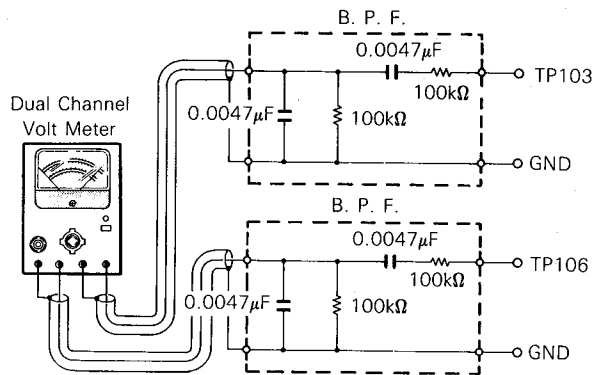 B. P. F.
0.0047μF
100kΩ
TP103
0.0047μF
100kΩ
GND
Dual Channel
Volt Meter
B. P. F.
0.0047μF
100kΩ
TP106
0.0047μF
100kΩ
GND